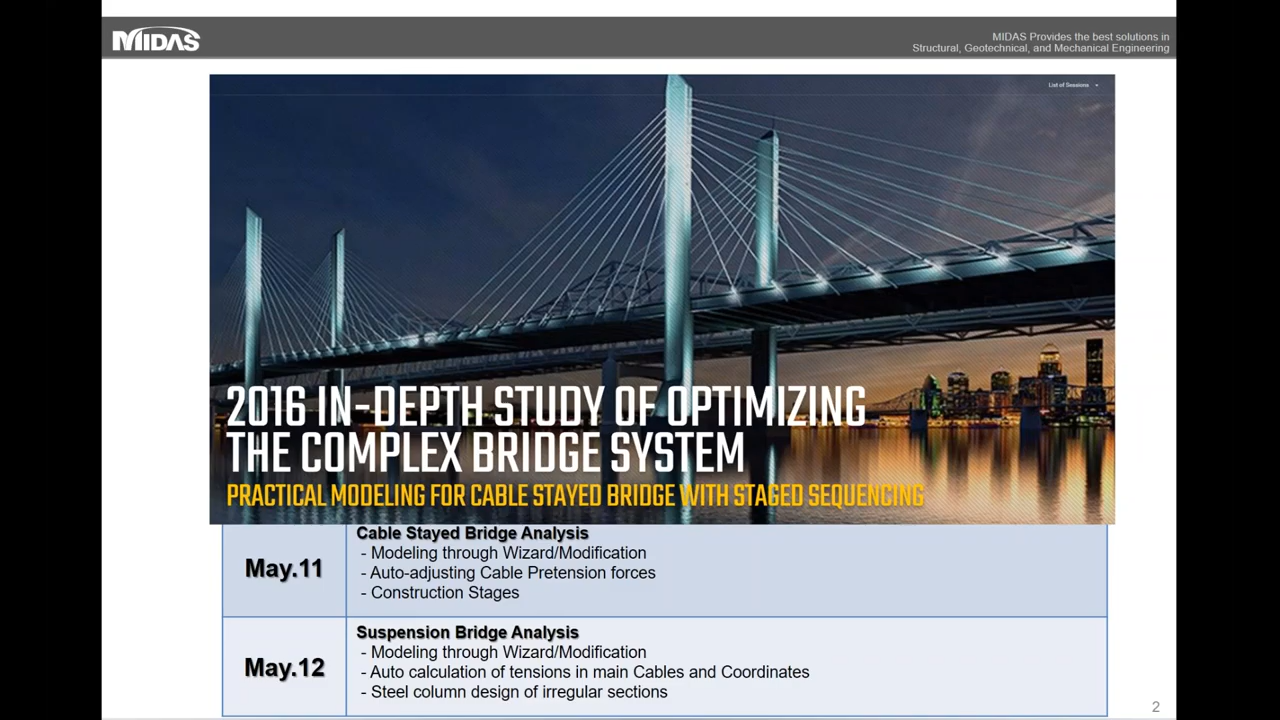 MIDAS
MIDAS Provides the best solutions in
Structural, Geotechnical, and Mechanical Engineering
List of Sessions
2016 IN-DEPTH STUDY OF OPTIMIZING
THE COMPLEX BRIDGE SYSTEM
PRACTICAL MODELING FOR CABLE STAYED BRIDGE WITH STAGED SEQUENCING
May.11
Cable Stayed Bridge Analysis
- Modeling through Wizard/Modification
- Auto-adjusting Cable Pretension forces
- Construction Stages
May.12
Suspension Bridge Analysis
- Modeling through Wizard/Modification
- Auto calculation of tensions in main Cables and Coordinates
- Steel column design of irregular sections
2